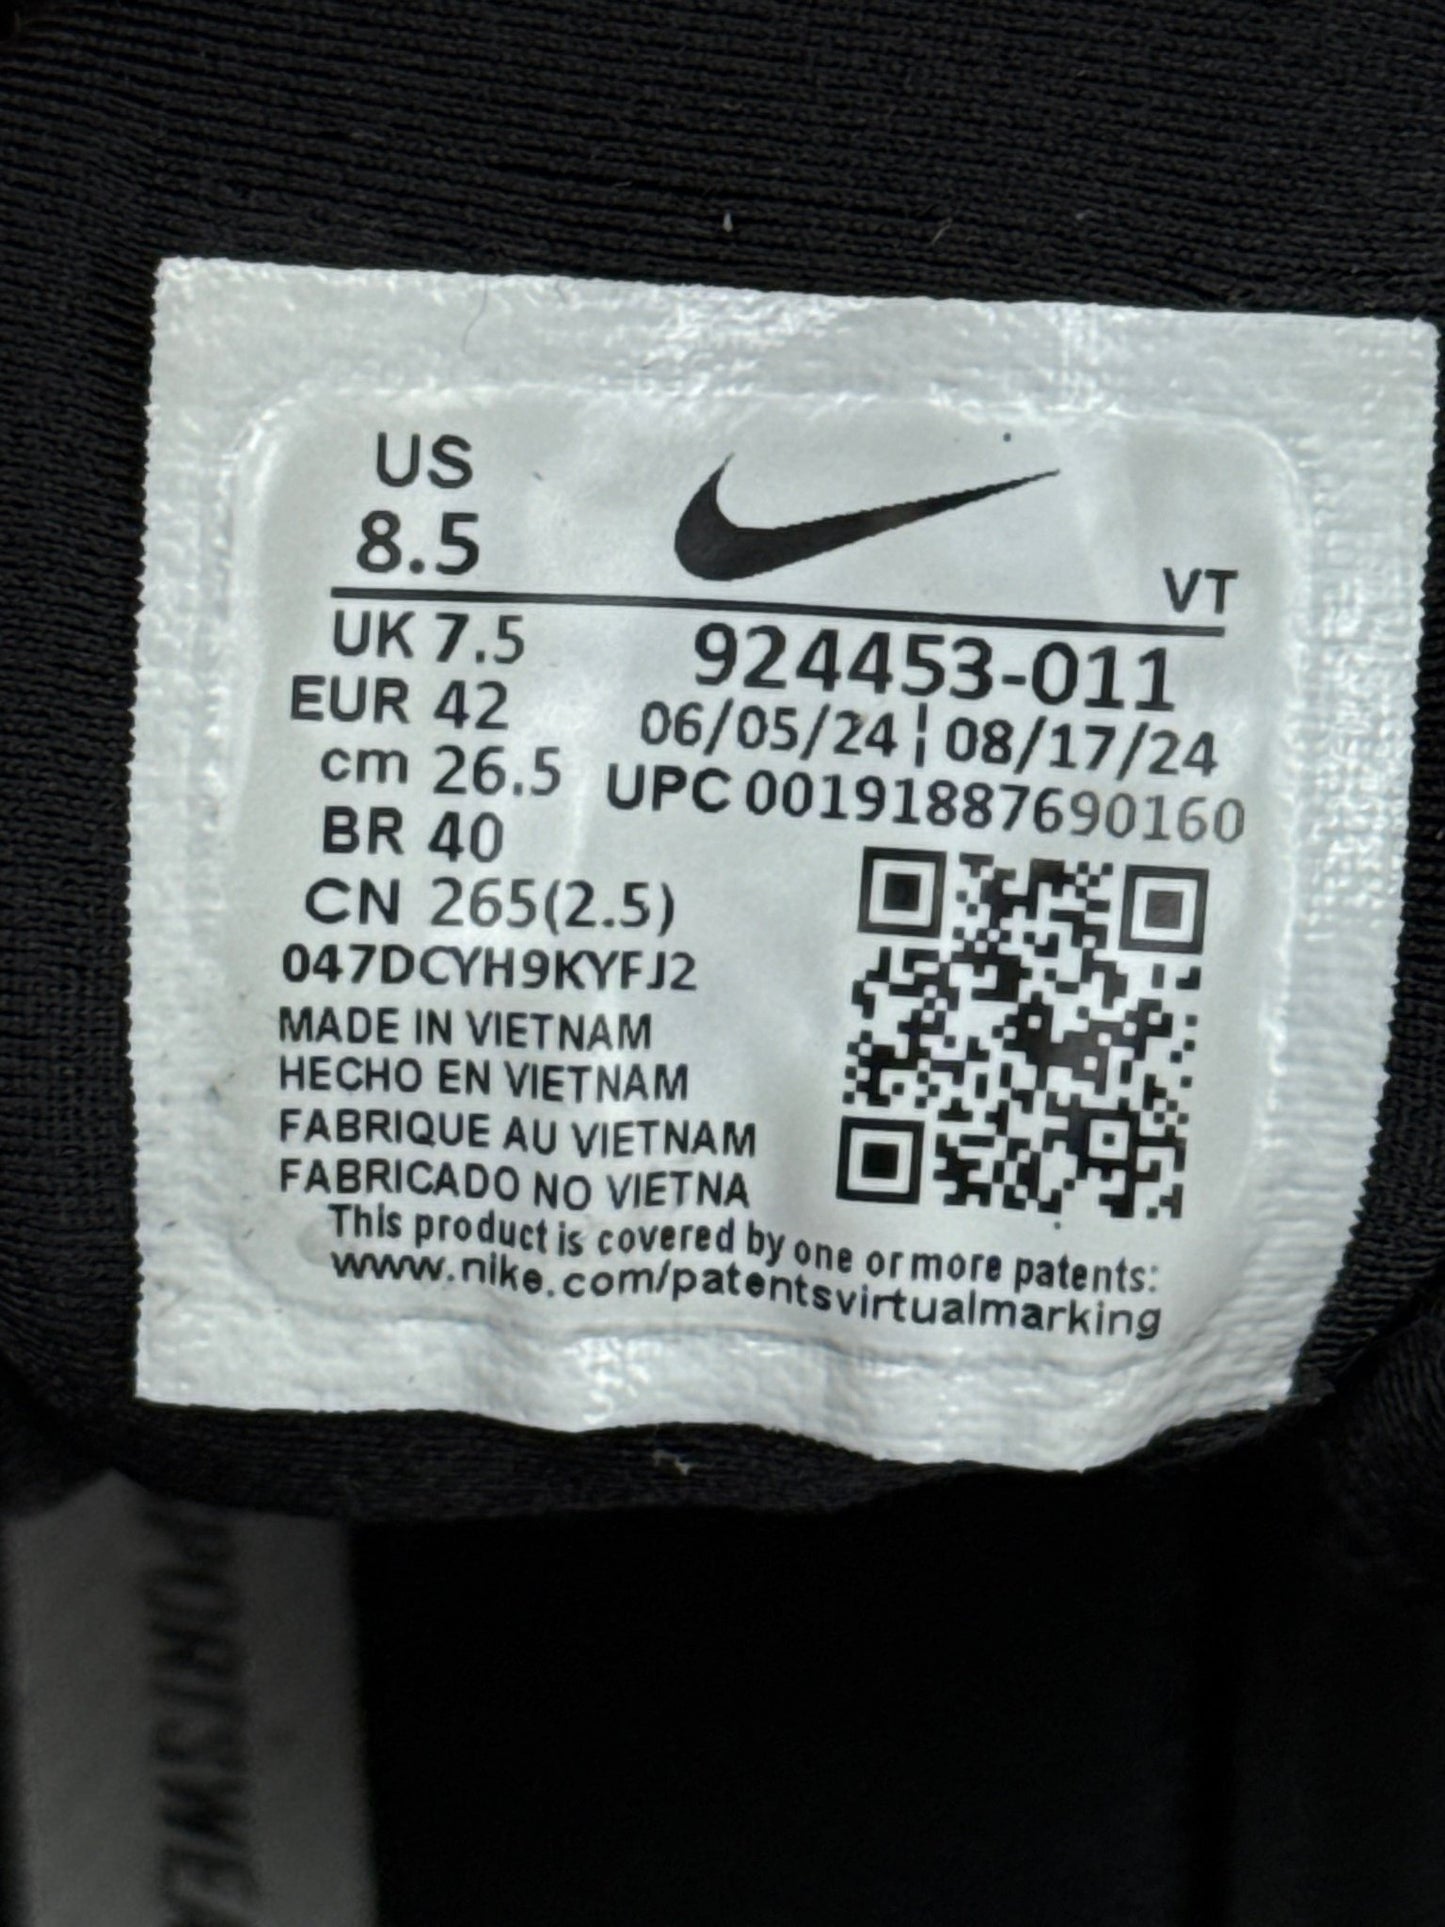 US
8.5
VT
UK 7.5
EUR 42
cm 26.5
BR 40
CN 265(2.5)
924453-011
06/05/24 ¦ 08/17/24
UPC 00191887690160
047DCYH9KYFJ2
MADE IN VIETNAM
HECHO EN VIETNAM
FABRIQUE AU VIETNAM
FABRICADO NO VIETNA
This product is covered by one or more patents:
www.nike.com/patentsvirtualmarking